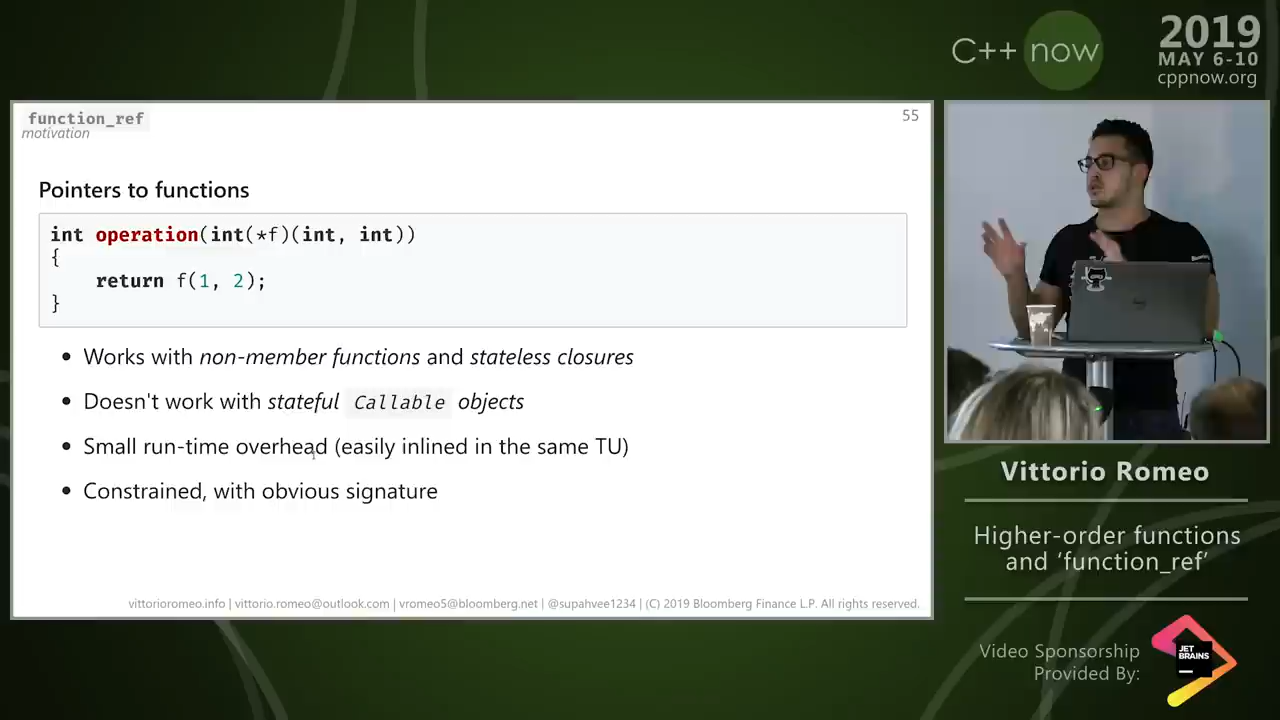 C++ now
2019
MAY 6-10
cppnow.org
function_ref
motivation
55
Pointers to functions
int operation(int(*f)(int, int))
{
    return f(1, 2);
}
• Works with non-member functions and stateless closures
• Doesn't work with stateful Callable objects
• Small run-time overhead (easily inlined in the same TU)
• Constrained, with obvious signature
vittorioromeo.info | vittorio.romeo@outlook.com | vromeo5@bloomberg.net | @supahvee1234 | (C) 2019 Bloomberg Finance L.P. All rights reserved.
Vittorio Romeo
Higher-order functions
and ‘function_ref’
Video Sponsorship
Provided By:
JET
BRAINS